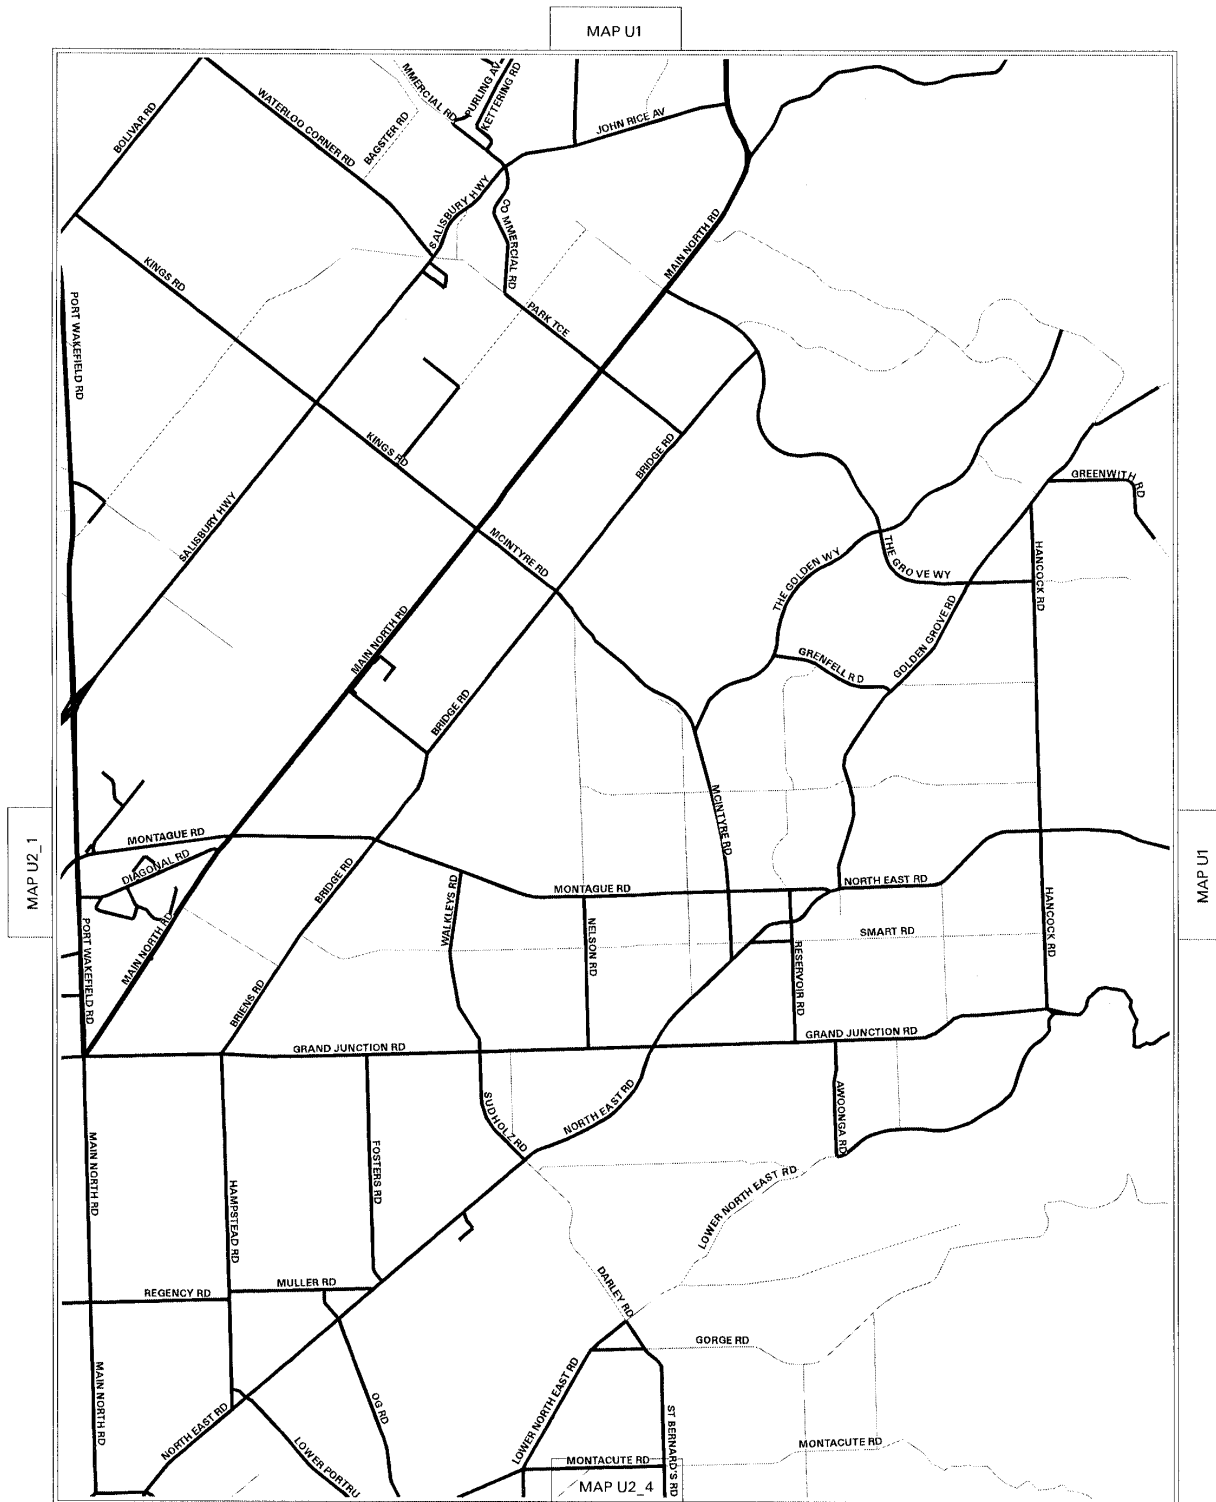 MAP U1
BOLIVAR RD
WATERLOO CORNER RD
BAGSTER RD
MMERCIAL RD
PURLING AV
KETTERING RD
JOHN RICE AV
SALISBURY HWY
COMMERCIAL RD
MAIN NORTH RD
KINGS RD
PORT WAKEFIELD RD
PARK TCE
KINGS RD
BRIDGE RD
GREENWITH RD
SALISBURY HWY
MCINTYRE RD
THE GOLDEN WY
THE GROVE WY
HANCOCK RD
MAIN NORTH RD
GRENFELL RD
GOLDEN GROVE RD
BRIDGE RD
MCINTYRE RD
MAP U2_1
MAP U1
MONTAGUE RD
DIAGONAL RD
BRIDGE RD
WALKLEYS RD
MONTAGUE RD
NORTH EAST RD
HANCOCK RD
PORT WAKEFIELD RD
MAIN NORTH RD
NELSON RD
SMART RD
RESERVOIR RD
BRIENS RD
GRAND JUNCTION RD
GRAND JUNCTION RD
SUDHOLZ RD
NORTH EAST RD
AWOONGA RD
MAIN NORTH RD
HAMPSTEAD RD
FOSTERS RD
LOWER NORTH EAST RD
REGENCY RD
MULLER RD
DARLEY RD
GORGE RD
MAIN NORTH RD
NORTH EAST RD
OG RD
LOWER NORTH EAST RD
ST BERNARD'S RD
LOWER PORTRU
MONTACUTE RD
MONTACUTE RD
MAP U2_4